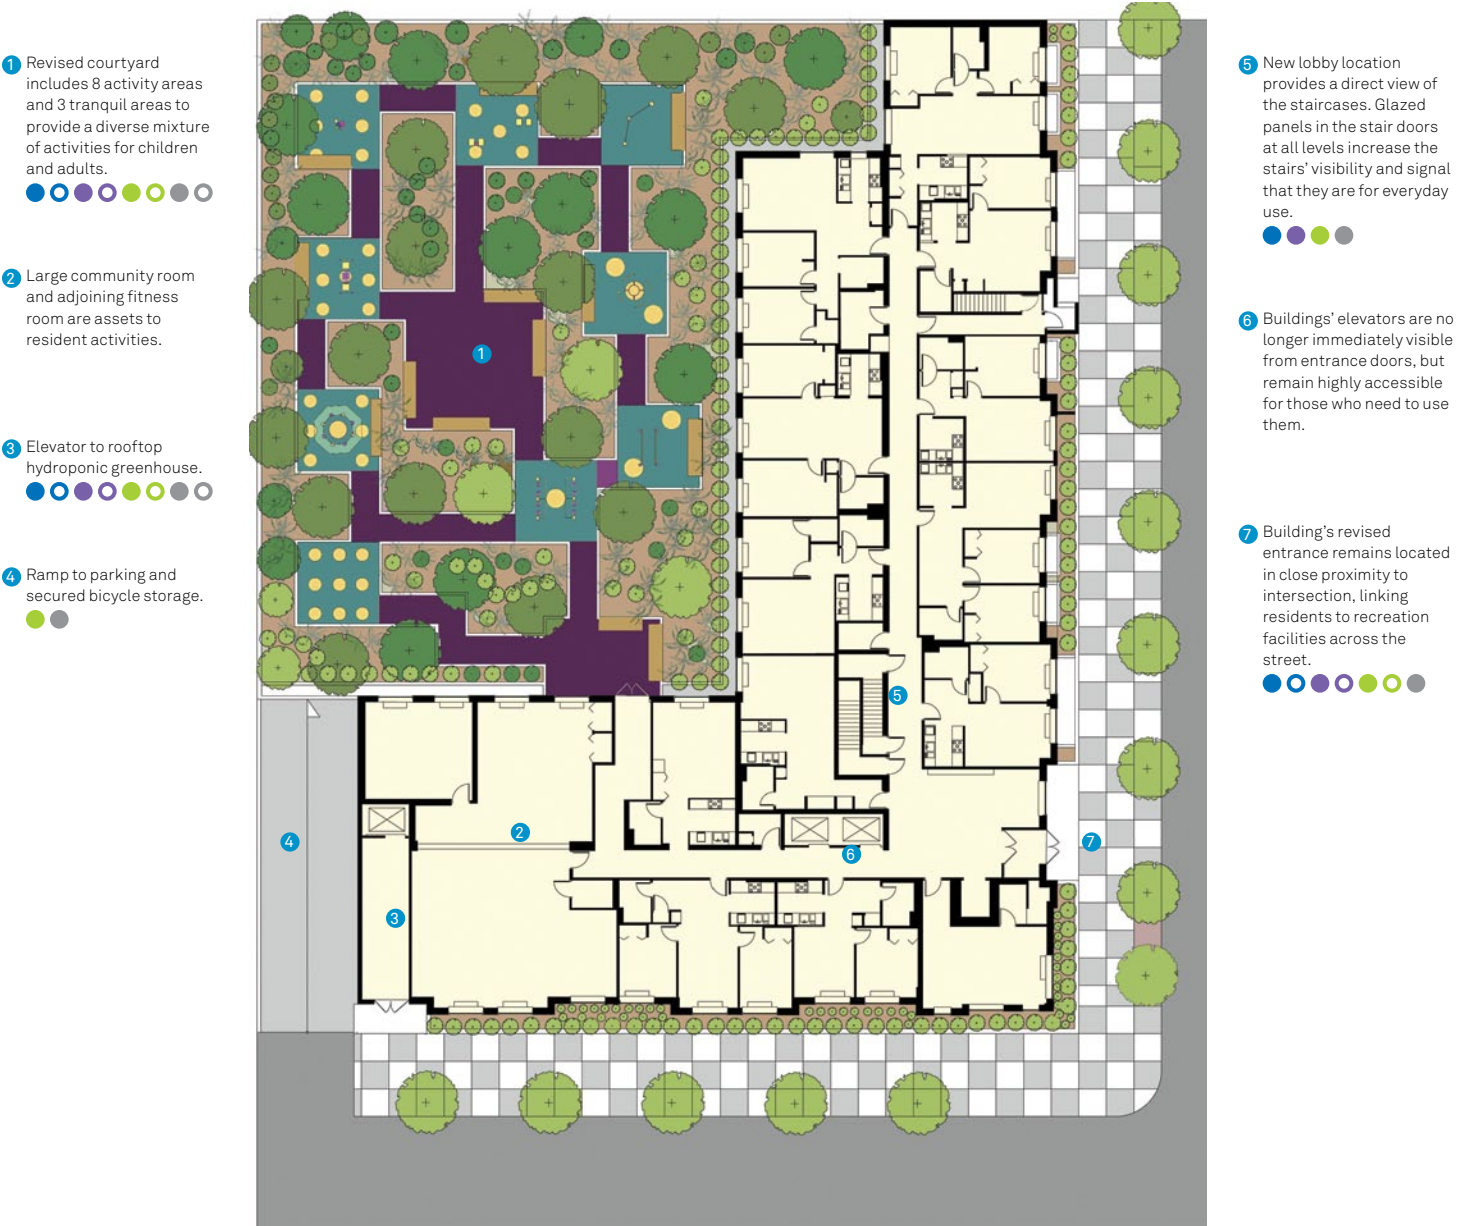 1 Revised courtyard
includes 8 activity areas
and 3 tranquil areas to
provide a diverse mixture
of activities for children
and adults.
2 Large community room
and adjoining fitness
room are assets to
resident activities.
3 Elevator to rooftop
hydroponic greenhouse.
4 Ramp to parking and
secured bicycle storage.
1
2
3
4
5
6
7
5 New lobby location
provides a direct view of
the staircases. Glazed
panels in the stair doors
at all levels increase the
stairs’ visibility and signal
that they are for everyday
use.
6 Buildings’ elevators are no
longer immediately visible
from entrance doors, but
remain highly accessible
for those who need to use
them.
7 Building’s revised
entrance remains located
in close proximity to
intersection, linking
residents to recreation
facilities across the
street.